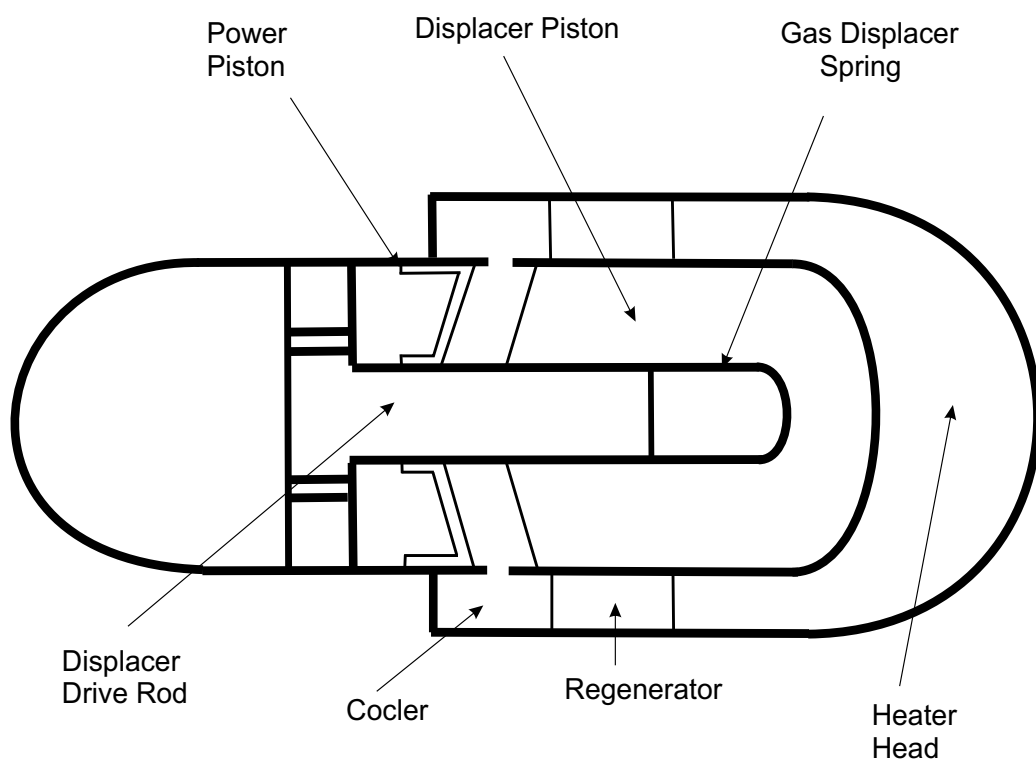 Power
Piston
Displacer Piston
Gas Displacer
Spring
Displacer
Drive Rod
Cocler
Regenerator
Heater
Head